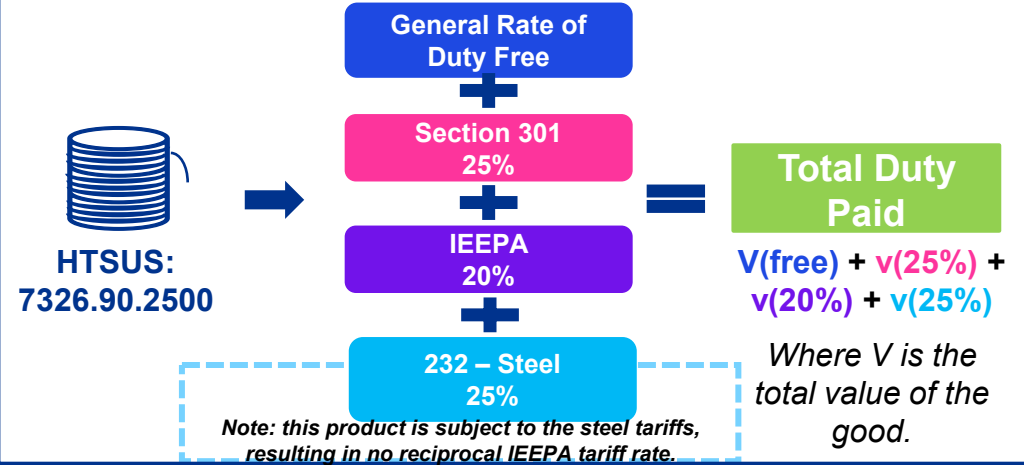 General Rate of
Duty Free
Section 301
25%
IEEPA
20%
232 – Steel
25%
Note: this product is subject to the steel tariffs,
resulting in no reciprocal IEEPA tariff rate.
HTSUS:
7326.90.2500
Total Duty
Paid
V(free) + v(25%) +
v(20%) + v(25%)
Where V is the
total value of the
good.